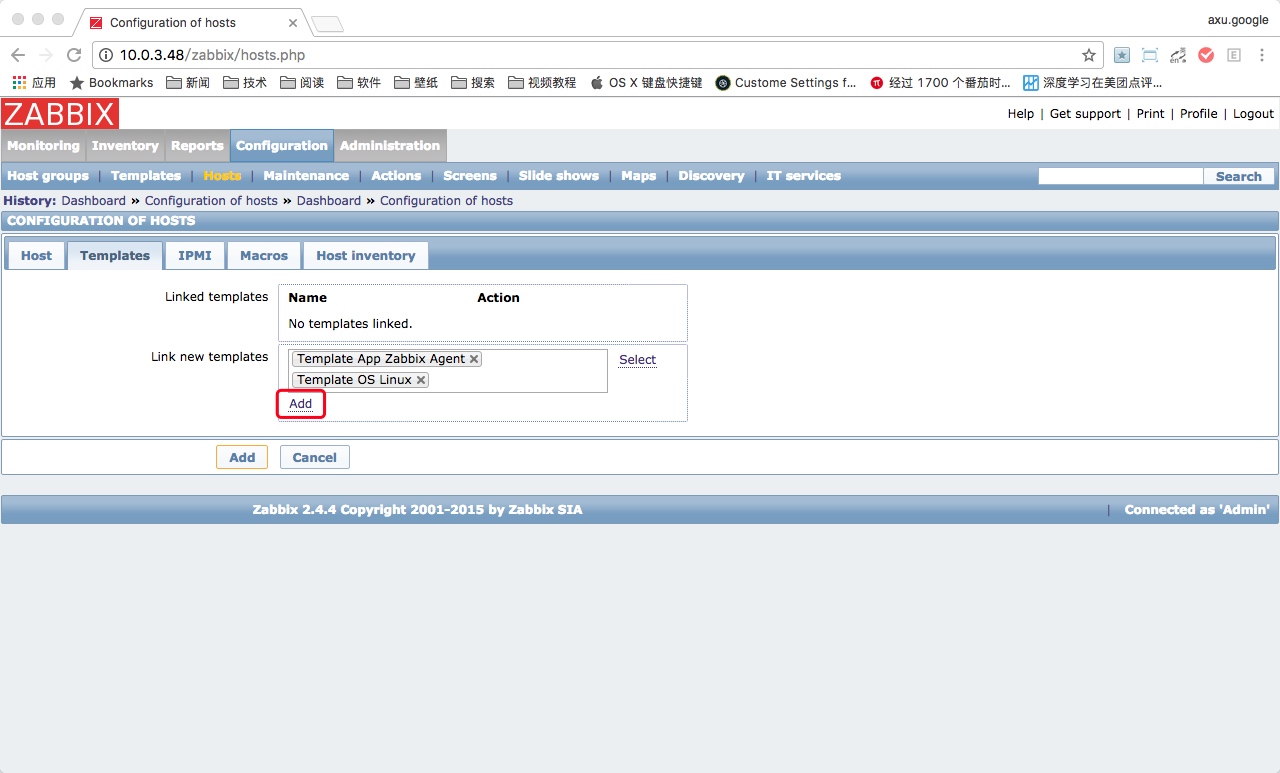 Configuration of hosts
axu.google
10.0.3.48/zabbix/hosts.php
应用 Bookmarks 新闻 技术 阅读 软件 壁纸 搜索 视频教程 OS X 键盘快捷键 Custome Settings f... 经过 1700 个番茄时... 深度学习在美团点评...
ZABBIX
Help | Get support | Print | Profile | Logout
Monitoring Inventory Reports Configuration Administration
Host groups | Templates | Hosts | Maintenance | Actions | Screens | Slide shows | Maps | Discovery | IT services Search
History: Dashboard » Configuration of hosts » Dashboard » Configuration of hosts
CONFIGURATION OF HOSTS
Host Templates IPMI Macros Host inventory
Linked templates Name Action
No templates linked.
Link new templates Template App Zabbix Agent Select
Template OS Linux
Add
Add Cancel
Zabbix 2.4.4 Copyright 2001-2015 by Zabbix SIA | Connected as 'Admin'